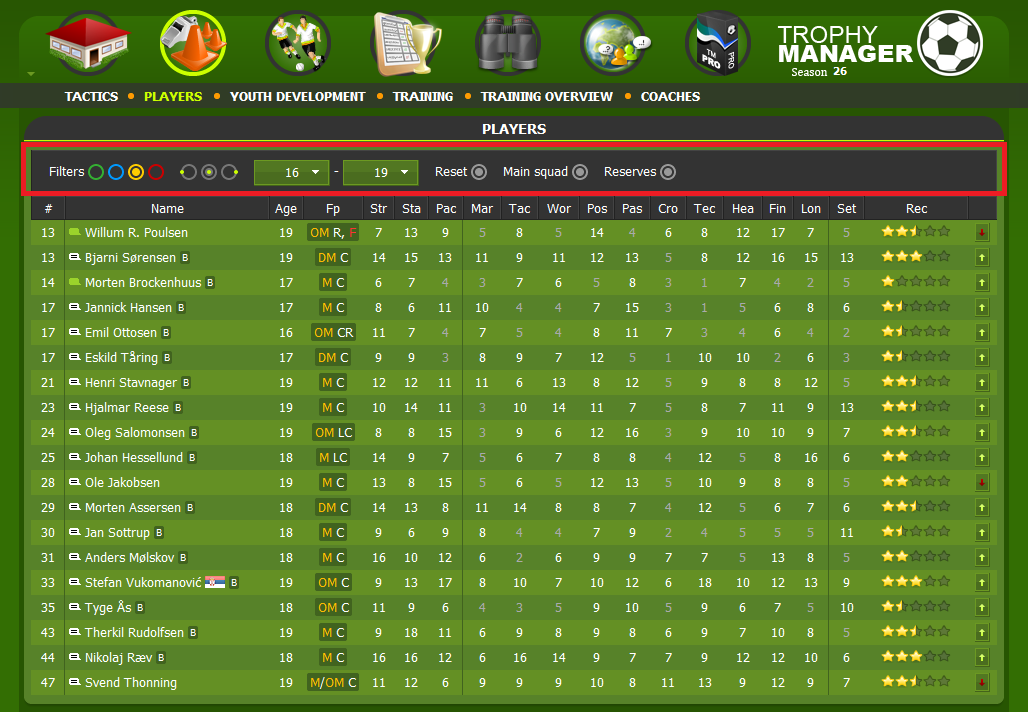 TM PRO PRO
TROPHY
MANAGER
Season 26
TACTICS • PLAYERS • YOUTH DEVELOPMENT • TRAINING • TRAINING OVERVIEW • COACHES
PLAYERS
Filters 16 - 19 Reset Main squad Reserves
# Name Age Fp Str Sta Pac Mar Tac Wor Pos Pas Cro Tec Hea Fin Lon Set Rec
13 Willum R. Poulsen 19 OM R, F 7 13 9 5 8 5 14 4 6 8 12 17 7 5
13 Bjarni Sørensen B 19 DM C 14 15 13 11 9 11 12 13 5 8 12 16 15 13
14 Morten Brockenhuus B 17 M C 6 7 4 3 7 6 5 8 3 1 7 4 2 5
17 Jannick Hansen B 17 M C 8 6 11 10 4 4 7 15 3 1 5 6 8 6
17 Emil Ottosen B 16 OM CR 11 7 4 7 5 4 8 11 7 3 4 6 4 2
17 Eskild Tåring B 17 DM C 9 9 3 8 9 7 12 5 1 10 10 2 6 3
21 Henri Stavnager B 19 M C 12 12 11 11 6 13 8 12 5 9 8 8 12 5
23 Hjalmar Reese B 19 M C 10 14 11 3 10 14 11 7 5 8 7 11 9 13
24 Oleg Salomonsen B 19 OM LC 8 8 15 3 9 6 12 16 3 9 10 10 9 7
25 Johan Hessellund B 18 M LC 14 9 7 5 6 7 8 8 4 12 5 8 16 6
28 Ole Jakobsen 19 M C 13 8 15 5 6 5 12 13 5 10 9 8 8 5
29 Morten Assersen B 18 DM C 14 13 8 11 14 8 8 7 4 12 5 6 7 6
30 Jan Sottrup B 18 M C 9 6 9 8 4 4 7 9 2 4 5 5 5 11
31 Anders Mølskov B 18 M C 16 10 12 6 2 6 9 9 7 7 5 13 8 5
33 Stefan Vukomanović B 19 OM C 9 13 17 8 10 7 10 12 6 18 10 12 13 9
35 Tyge Ås B 18 OM C 11 9 6 4 3 5 9 10 5 9 6 7 5 10
43 Therkil Rudolfsen B 19 M C 9 18 11 6 9 8 9 8 6 9 7 10 8 5
44 Nikolaj Ræv B 18 M C 16 16 12 6 16 14 9 7 7 9 12 12 10 6
47 Svend Thonning 19 M/OM C 11 12 6 9 9 9 10 8 11 13 9 12 9 7